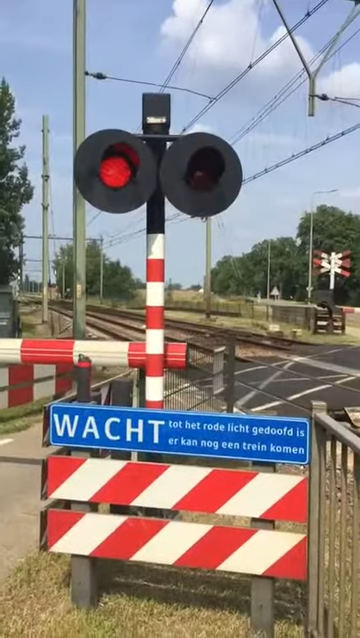 WACHT tot het rode licht gedoofd is
er kan nog een trein komen